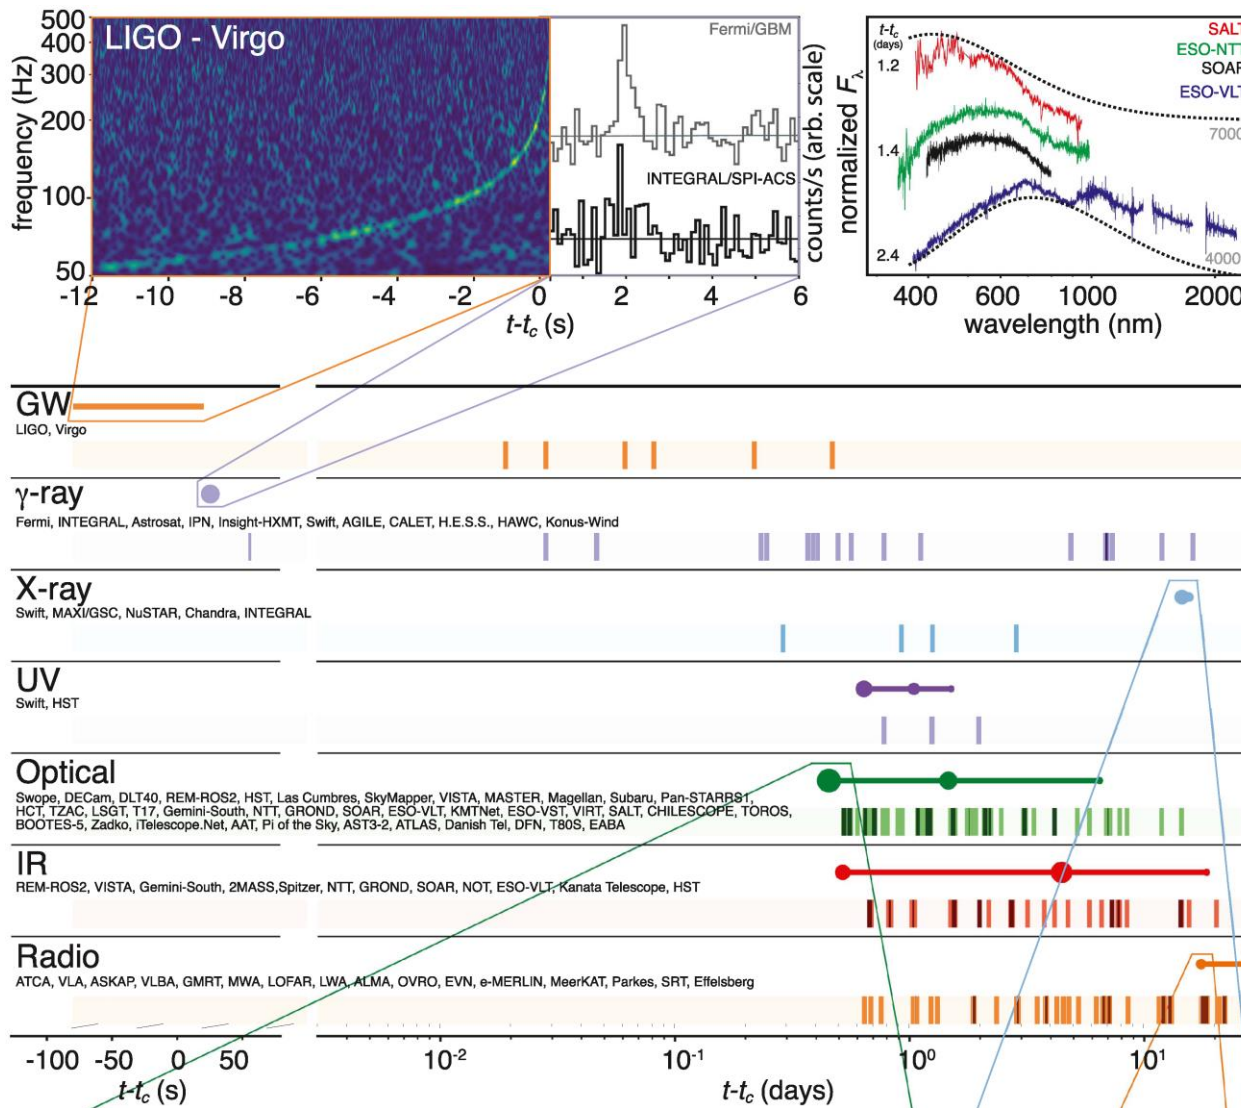 500
400
300
200
100
50
frequency (Hz)
LIGO - Virgo
-12 -10 -8 -6 -4 -2 0 2 4 6
t-tc (s)
Fermi/GBM
INTEGRAL/SPI-ACS
counts/s (arb. scale)
normalized Fλ
t-tc
(days)
1.2
1.4
2.4
SALT
ESO-NTT
SOAR
ESO-VLT
7000
4000
400 600 1000 2000
wavelength (nm)
GW
LIGO, Virgo
γ-ray
Fermi, INTEGRAL, Astrosat, IPN, Insight-HXMT, Swift, AGILE, CALET, H.E.S.S., HAWC, Konus-Wind
X-ray
Swift, MAXI/GSC, NuSTAR, Chandra, INTEGRAL
UV
Swift, HST
Optical
Swope, DECam, DLT40, REM-ROS2, HST, Las Cumbres, SkyMapper, VISTA, MASTER, Magellan, Subaru, Pan-STARRS1,
HCT, TZAC, LSGT, T17, Gemini-South, NTT, GROND, SOAR, ESO-VLT, KMTNet, ESO-VST, VIRT, SALT, CHILESCOPE, TOROS,
BOOTES-5, Zadko, iTelescope.Net, AAT, Pi of the Sky, AST3-2, ATLAS, Danish Tel, DFN, T80S, EABA
IR
REM-ROS2, VISTA, Gemini-South, 2MASS,Spitzer, NTT, GROND, SOAR, NOT, ESO-VLT, Kanata Telescope, HST
Radio
ATCA, VLA, ASKAP, VLBA, GMRT, MWA, LOFAR, LWA, ALMA, OVRO, EVN, e-MERLIN, MeerKAT, Parkes, SRT, Effelsberg
-100 -50 0 50 10⁻² 10⁻¹ 10⁰ 10¹
t-tc (s) t-tc (days)